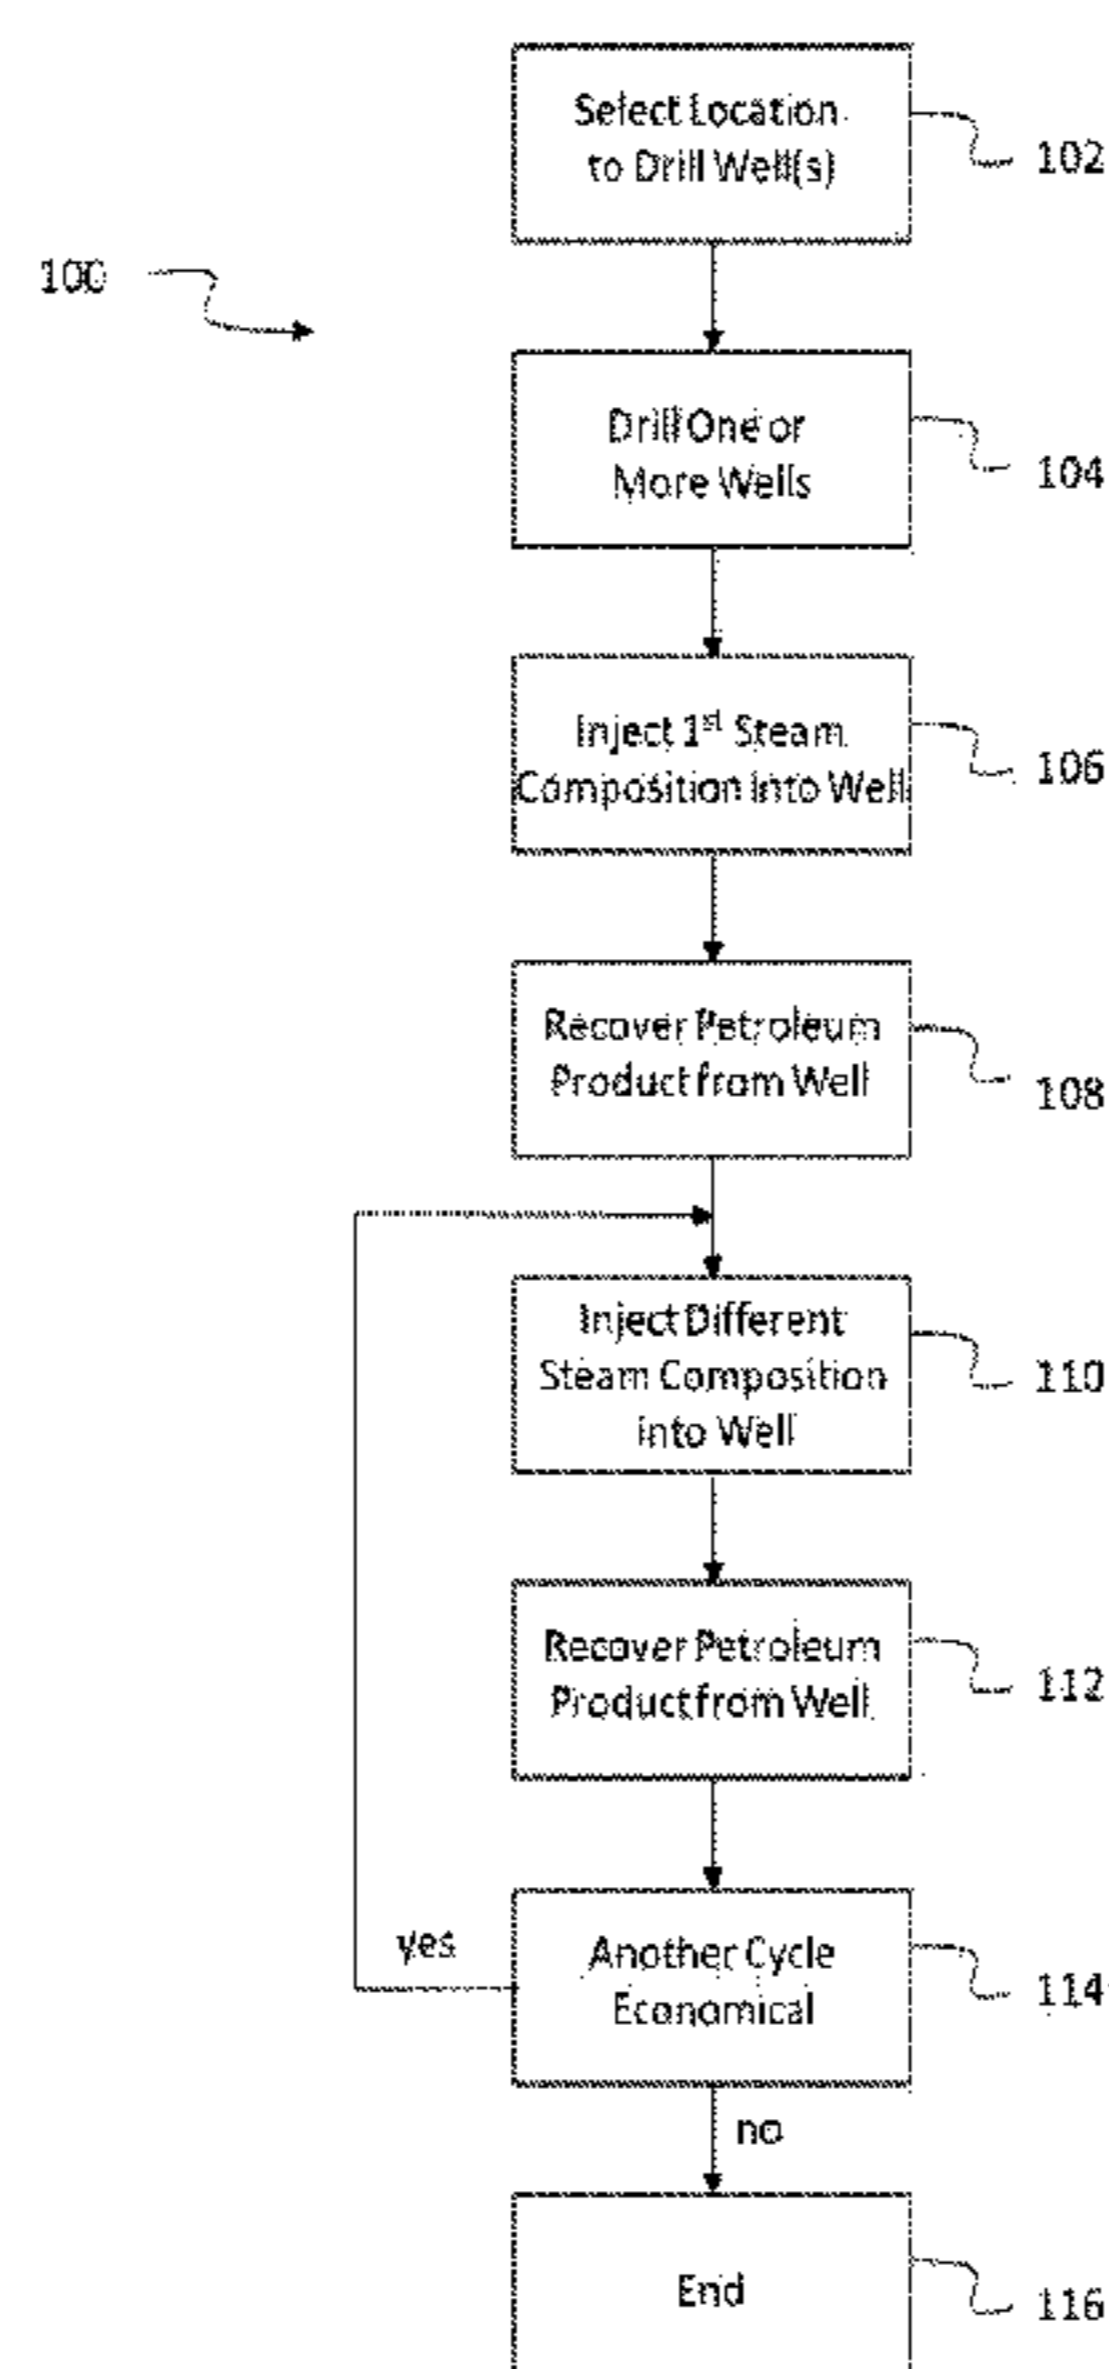 Select Location
to Drill Well(s)
102
100
Drill One or
More Wells
104
Inject 1st Steam
Composition into Well
106
Recover Petroleum
Product from Well
108
Inject Different
Steam Composition
into Well
110
Recover Petroleum
Product from Well
112
yes
Another Cycle
Economical
114
no
End
116